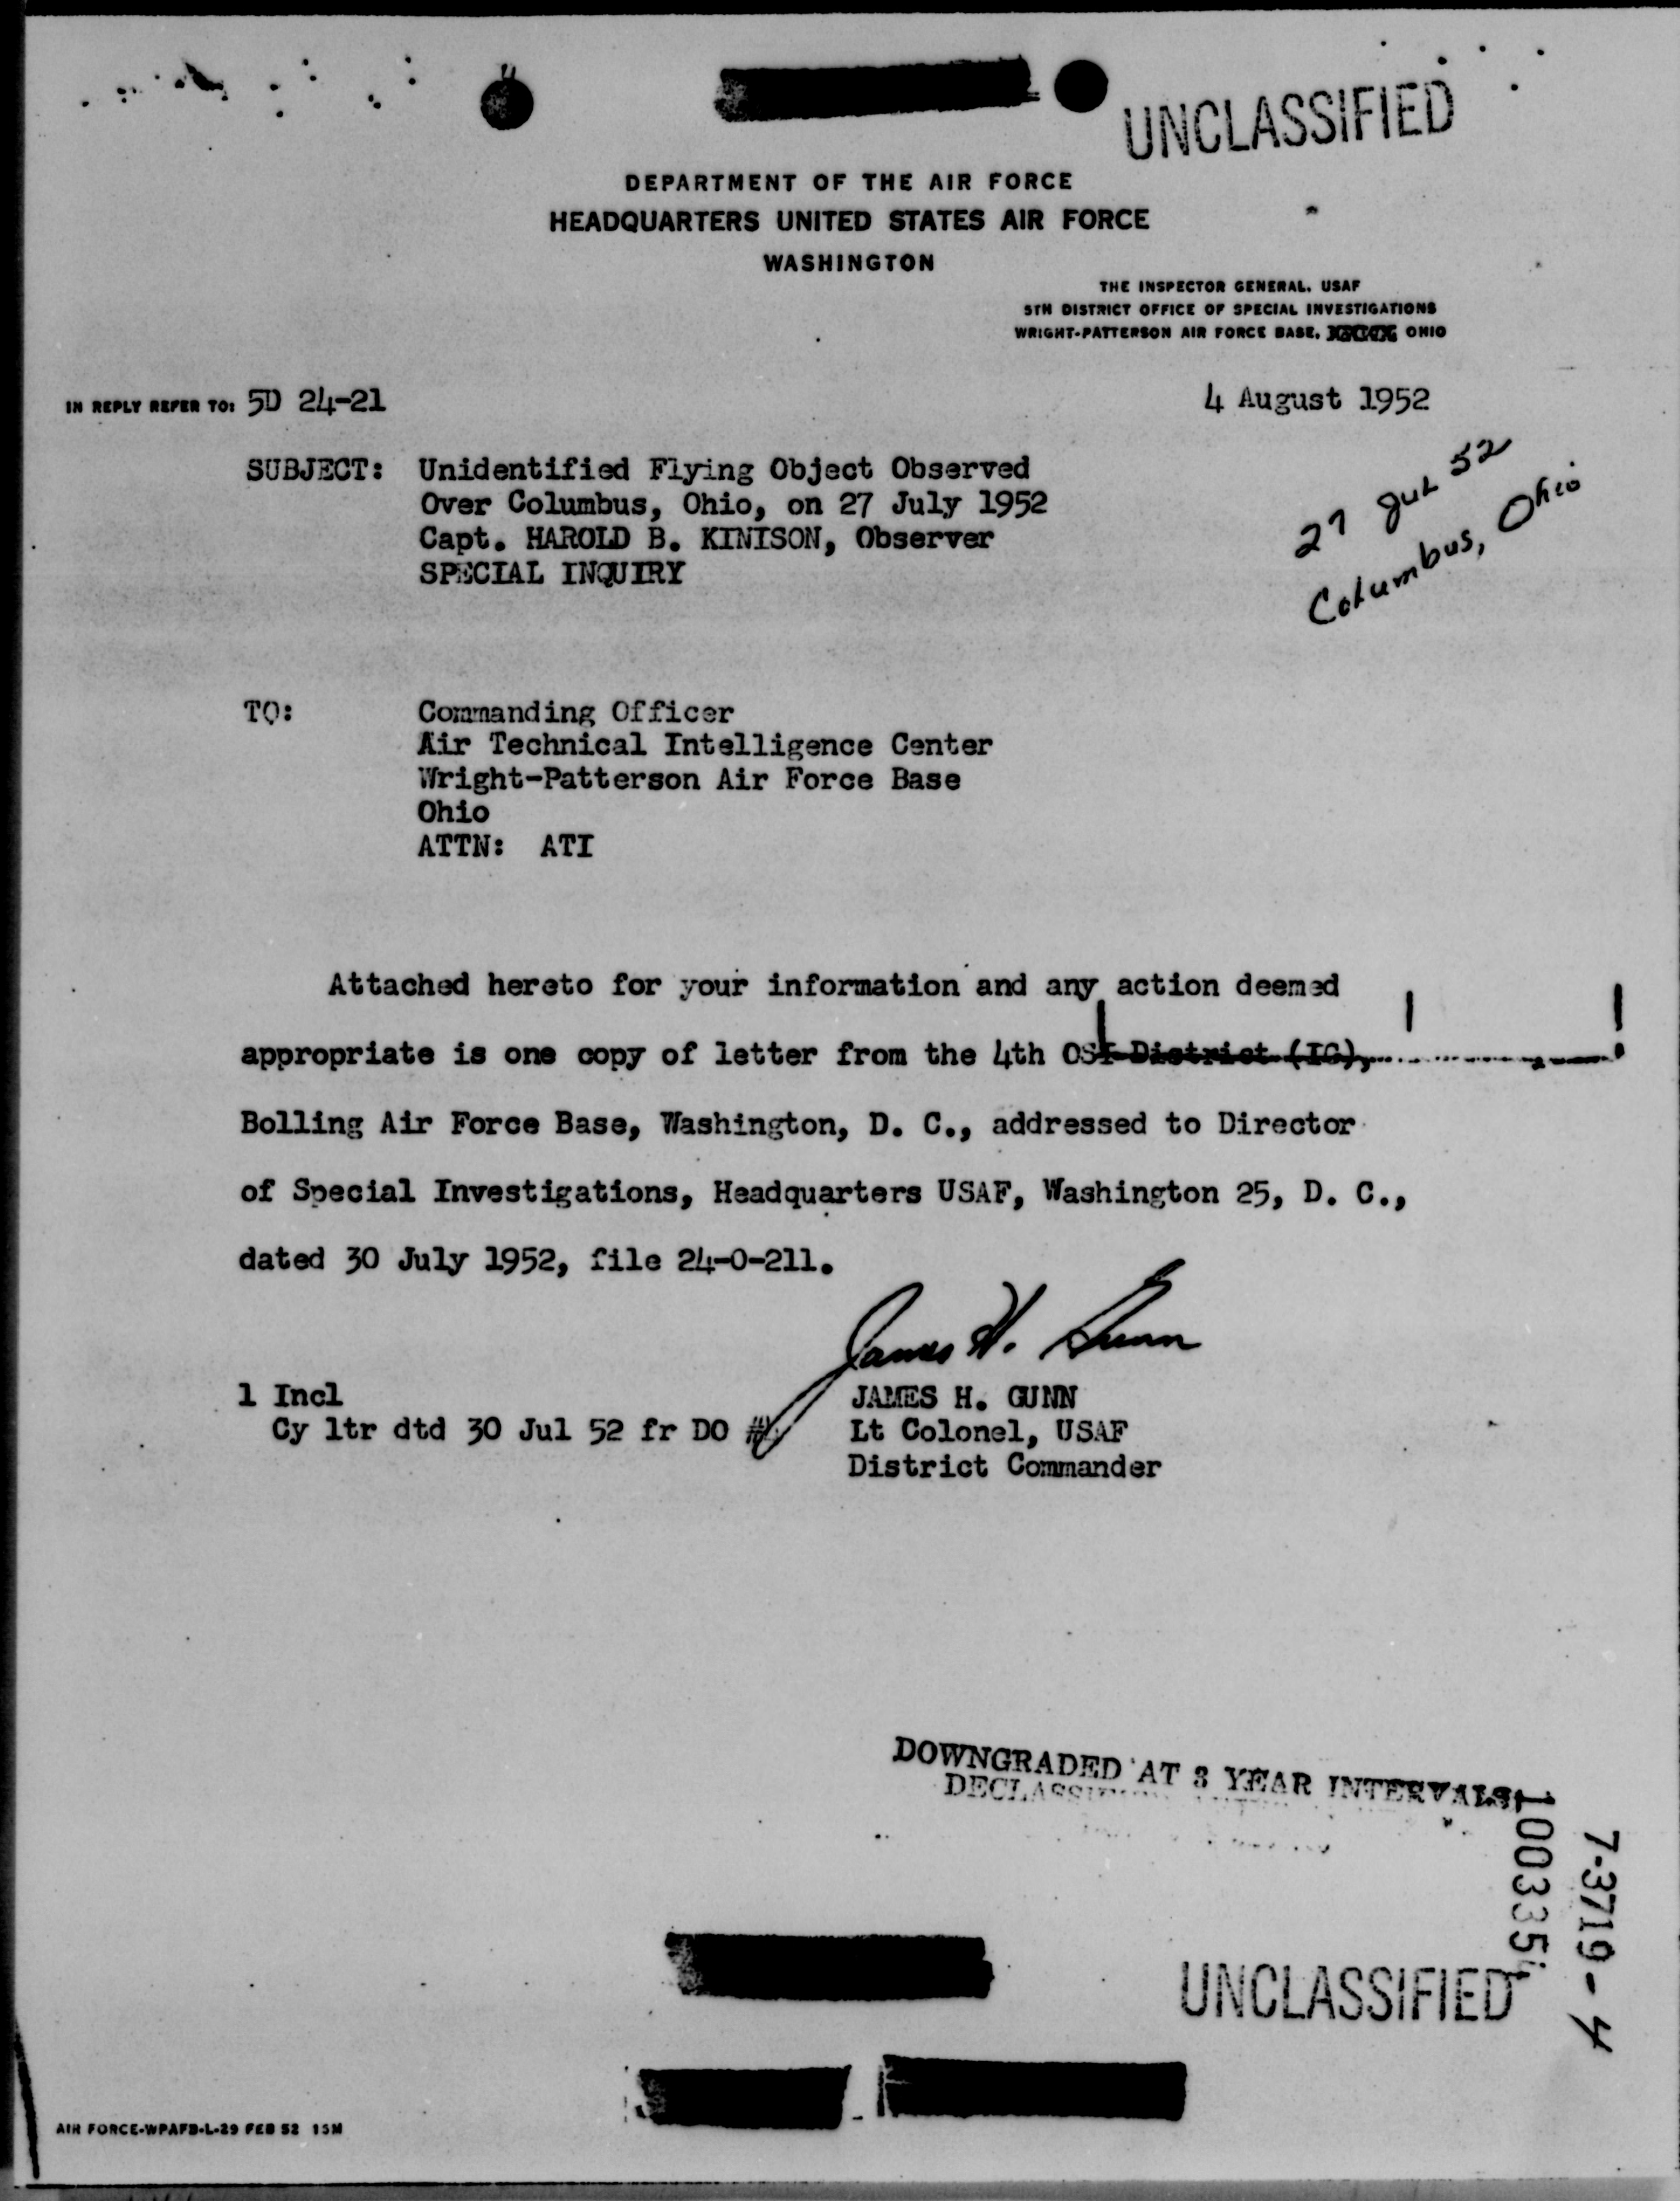 UNCLASSIFIED
DEPARTMENT OF THE AIR FORCE
HEADQUARTERS UNITED STATES AIR FORCE
WASHINGTON
THE INSPECTOR GENERAL, USAF
5TH DISTRICT OFFICE OF SPECIAL INVESTIGATIONS
WRIGHT-PATTERSON AIR FORCE BASE, OHIO
IN REPLY REFER TO: 5D 24-21
4 August 1952
SUBJECT: Unidentified Flying Object Observed
Over Columbus, Ohio, on 27 July 1952
Capt. HAROLD B. KINISON, Observer
SPECIAL INQUIRY
27 Jul 52
Columbus, Ohio
TO: Commanding Officer
Air Technical Intelligence Center
Wright-Patterson Air Force Base
Ohio
ATTN: ATI
Attached hereto for your information and any action deemed
appropriate is one copy of letter from the 4th OSI District (IG),
Bolling Air Force Base, Washington, D. C., addressed to Director
of Special Investigations, Headquarters USAF, Washington 25, D. C.,
dated 30 July 1952, file 24-0-211.
James H. Gunn
1 Incl
Cy ltr dtd 30 Jul 52 fr DO #
JAMES H. GUNN
Lt Colonel, USAF
District Commander
DOWNGRADED AT 3 YEAR INTERVALS
7-3719-4
UNCLASSIFIED
AIR FORCE-WPAFB-L-29 FEB 52 15M